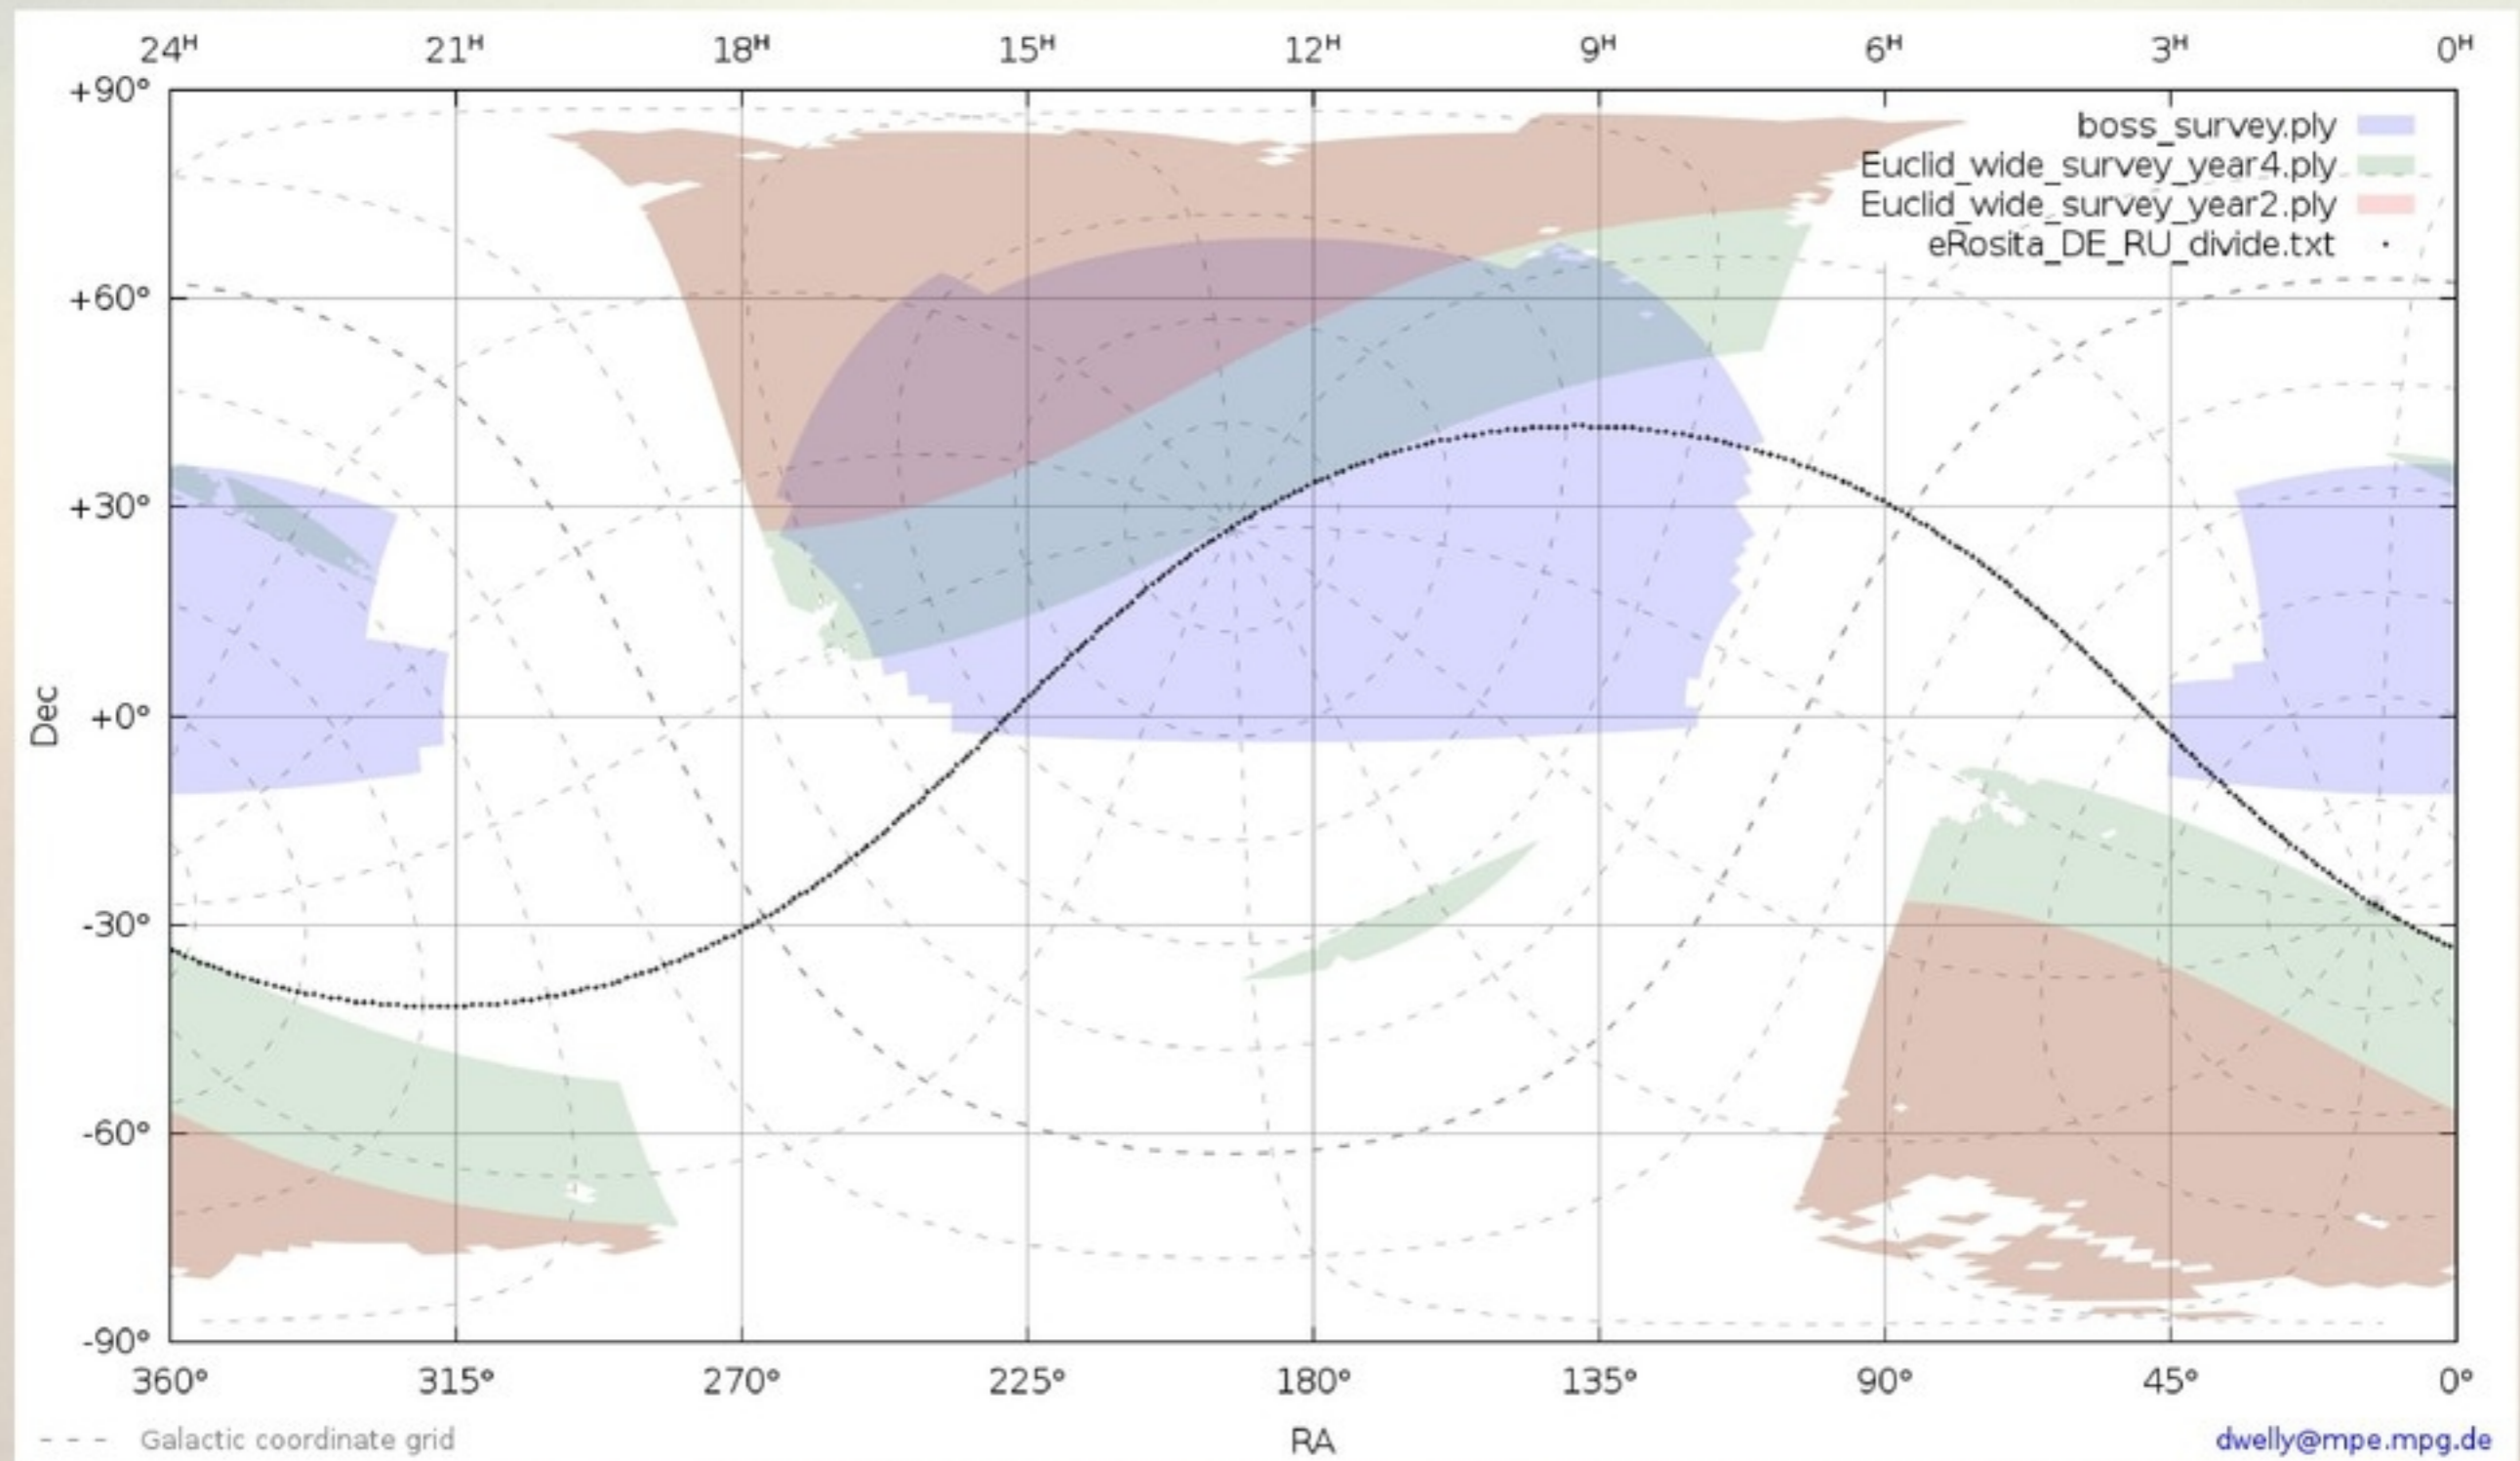 24ᴴ 21ᴴ 18ᴴ 15ᴴ 12ᴴ 9ᴴ 6ᴴ 3ᴴ 0ᴴ
+90°
boss_survey.ply
Euclid_wide_survey_year4.ply
Euclid_wide_survey_year2.ply
eRosita_DE_RU_divide.txt
+60°
+30°
Dec
+0°
-30°
-60°
-90°
360° 315° 270° 225° 180° 135° 90° 45° 0°
Galactic coordinate grid RA dwelly@mpe.mpg.de